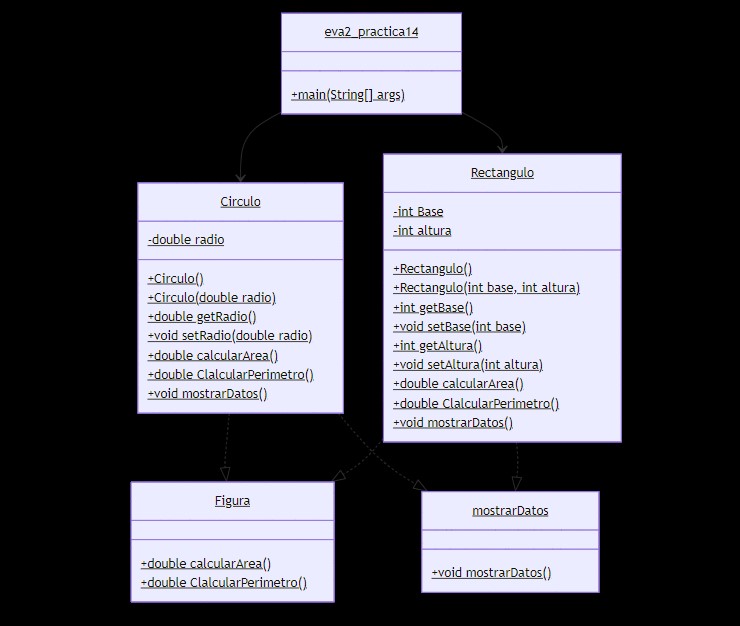 eva2_practica14
+main(String[] args)
Circulo
-double radio
+Circulo()
+Circulo(double radio)
+double getRadio()
+void setRadio(double radio)
+double calcularArea()
+double ClalcularPerimetro()
+void mostrarDatos()
Rectangulo
-int Base
-int altura
+Rectangulo()
+Rectangulo(int base, int altura)
+int getBase()
+void setBase(int base)
+int getAltura()
+void setAltura(int altura)
+double calcularArea()
+double ClalcularPerimetro()
+void mostrarDatos()
Figura
+double calcularArea()
+double ClalcularPerimetro()
mostrarDatos
+void mostrarDatos()